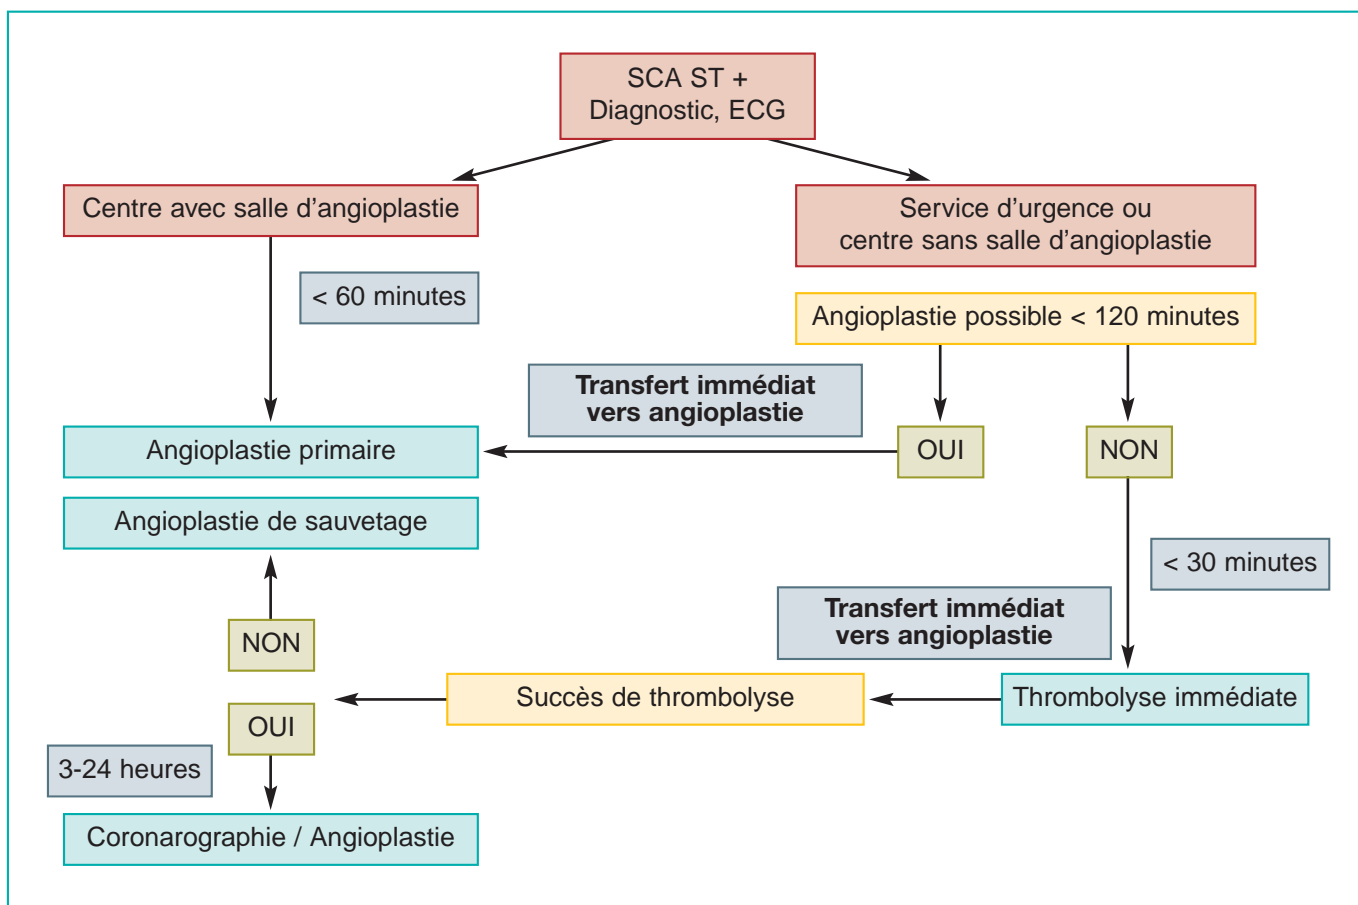 SCA ST +
Diagnostic, ECG
Centre avec salle d'angioplastie
Service d'urgence ou
centre sans salle d'angioplastie
< 60 minutes
Angioplastie possible < 120 minutes
Transfert immédiat
vers angioplastie
Angioplastie primaire
OUI
NON
Angioplastie de sauvetage
< 30 minutes
Transfert immédiat
vers angioplastie
NON
Succès de thrombolyse
Thrombolyse immédiate
OUI
3-24 heures
Coronarographie / Angioplastie